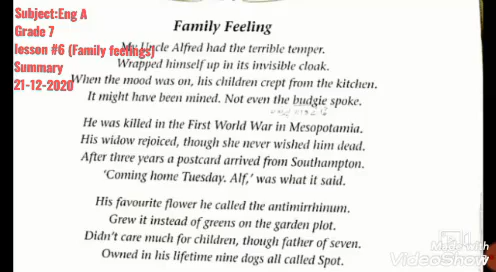 Subject:Eng A
Grade 7
lesson #6 (Family feelings)
Summary
21-12-2020
Family Feeling
My Uncle Alfred had the terrible temper.
Wrapped himself up in its invisible cloak.
When the mood was on, his children crept from the kitchen.
It might have been mined. Not even the budgie spoke.
He was killed in the First World War in Mesopotamia.
His widow rejoiced, though she never wished him dead.
After three years a postcard arrived from Southampton.
‘Coming home Tuesday. Alf,’ was what it said.
His favourite flower he called the antimirrhinum.
Grew it instead of greens on the garden plot.
Didn't care much for children, though father of seven.
Owned in his lifetime nine dogs all called Spot.
Made with
VideoShow